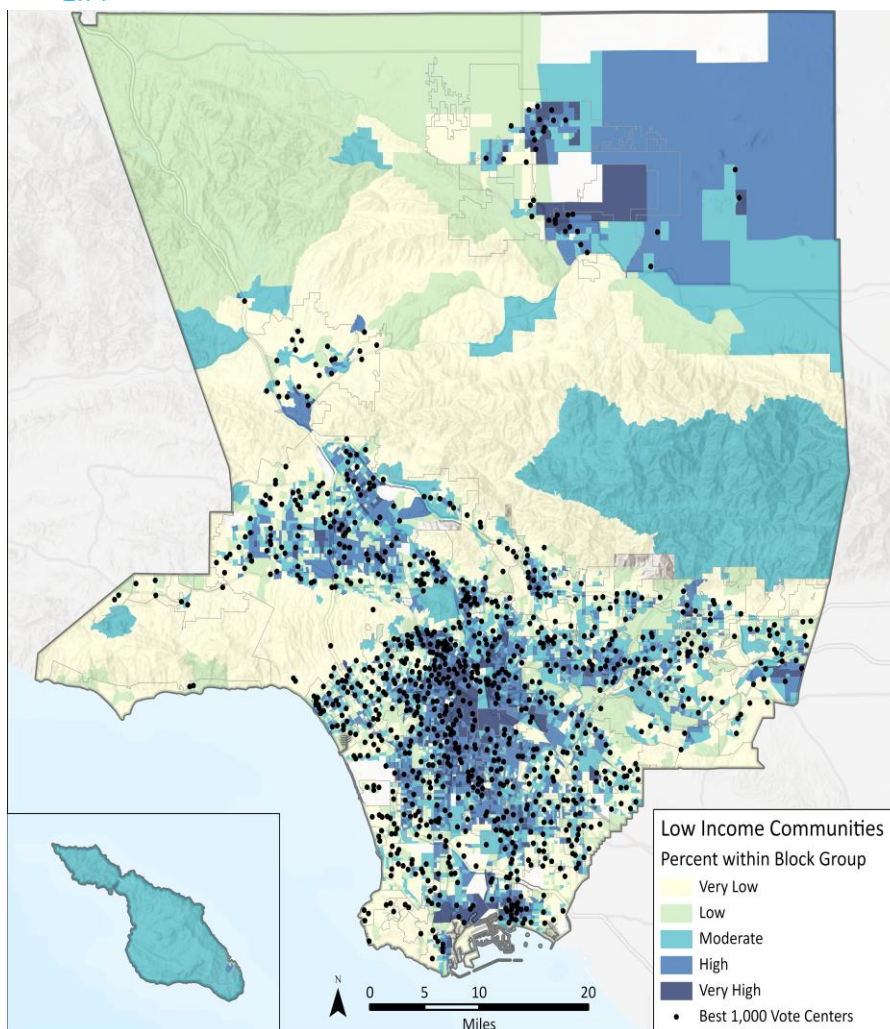 N
0 5 10 20
Miles
Low Income Communities
Percent within Block Group
Very Low
Low
Moderate
High
Very High
Best 1,000 Vote Centers